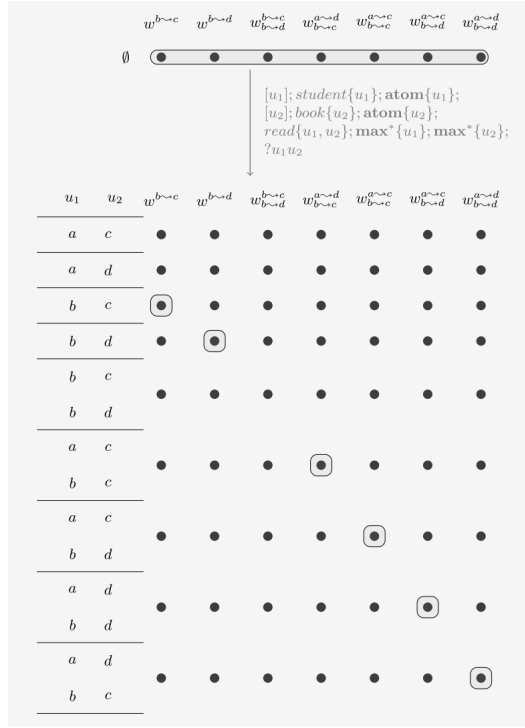 w^{b⤳c} w^{b⤳d} w^{b⤳c}_{b⤳d} w^{a⤳d}_{b⤳c} w^{a⤳c}_{b⤳c} w^{a⤳c}_{b⤳d} w^{a⤳d}_{b⤳d}
∅
[u₁]; student{u₁}; atom{u₁};
[u₂]; book{u₂}; atom{u₂};
read{u₁, u₂}; max*{u₁}; max*{u₂};
?u₁u₂
u₁ u₂ w^{b⤳c} w^{b⤳d} w^{b⤳c}_{b⤳d} w^{a⤳d}_{b⤳c} w^{a⤳c}_{b⤳c} w^{a⤳c}_{b⤳d} w^{a⤳d}_{b⤳d}
a c
a d
b c
b d
b c
b d
a c
b c
a c
b d
a d
b d
a d
b c